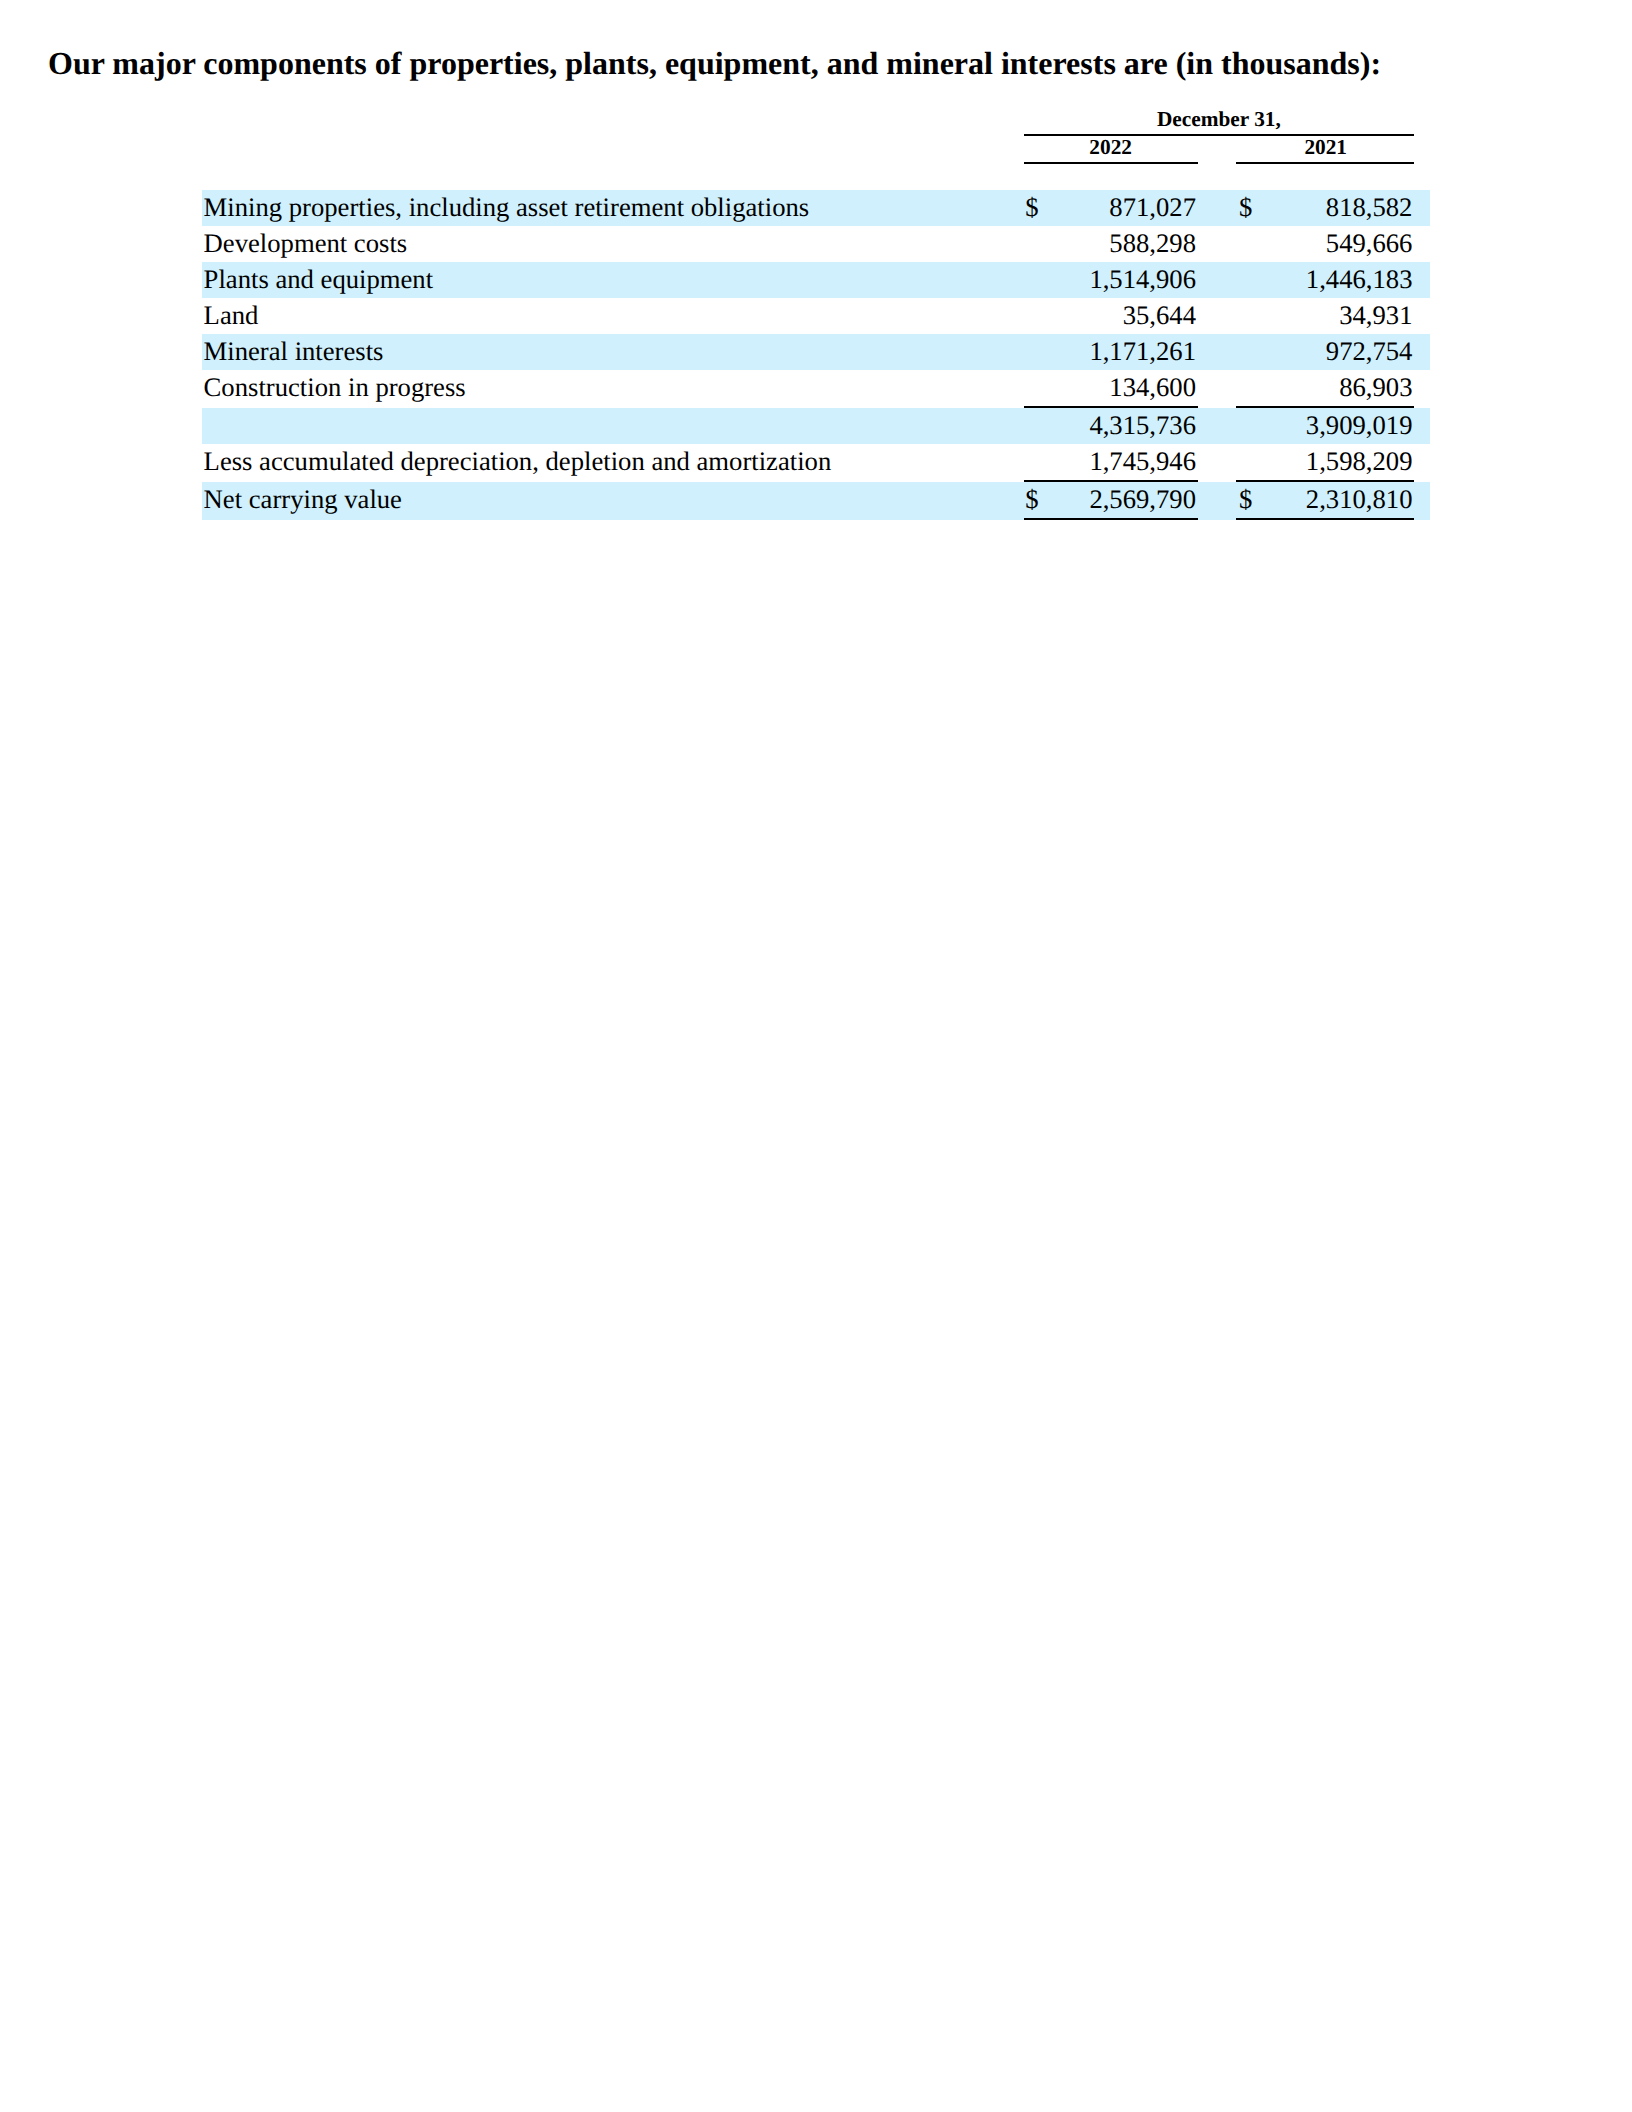 Our major components of properties, plants, equipment, and mineral interests are (in thousands):
December 31,
2022 2021
Mining properties, including asset retirement obligations $ 871,027 $ 818,582
Development costs 588,298 549,666
Plants and equipment 1,514,906 1,446,183
Land 35,644 34,931
Mineral interests 1,171,261 972,754
Construction in progress 134,600 86,903
4,315,736 3,909,019
Less accumulated depreciation, depletion and amortization 1,745,946 1,598,209
Net carrying value $ 2,569,790 $ 2,310,810